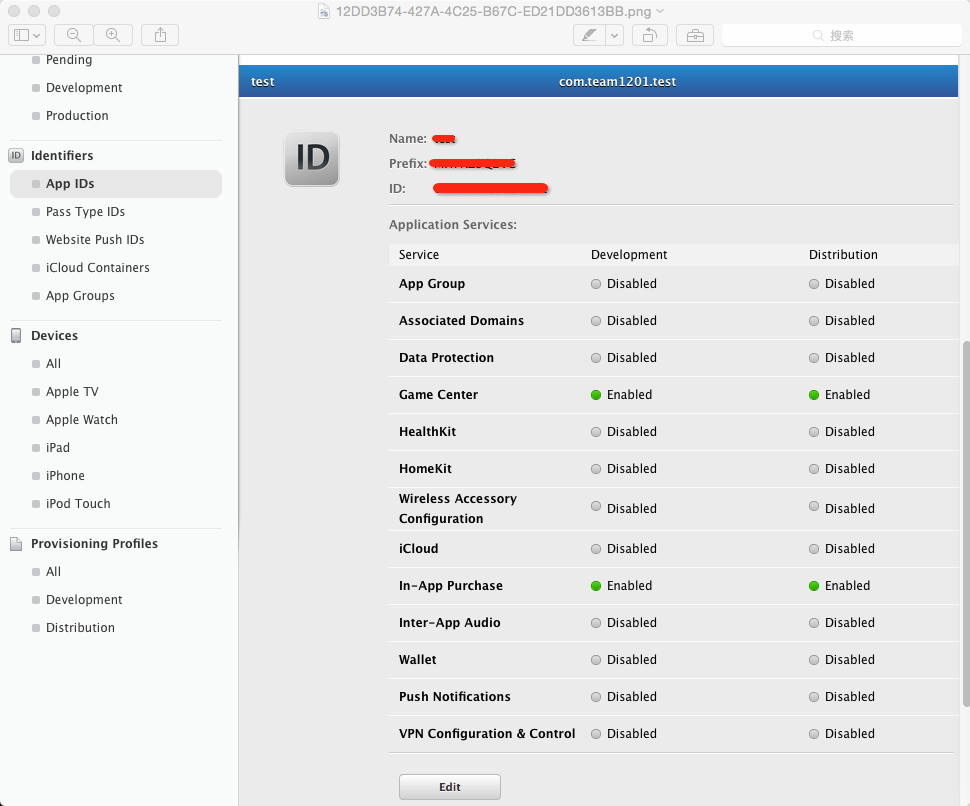 12DD3B74-427A-4C25-B67C-ED21DD3613BB.png
搜索
Pending
Development
Production
ID Identifiers
App IDs
Pass Type IDs
Website Push IDs
iCloud Containers
App Groups
Devices
All
Apple TV
Apple Watch
iPad
iPhone
iPod Touch
Provisioning Profiles
All
Development
Distribution
test com.team1201.test
ID
Name:
Prefix:
ID:
Application Services:
Service Development Distribution
App Group Disabled Disabled
Associated Domains Disabled Disabled
Data Protection Disabled Disabled
Game Center Enabled Enabled
HealthKit Disabled Disabled
HomeKit Disabled Disabled
Wireless Accessory
Configuration Disabled Disabled
iCloud Disabled Disabled
In-App Purchase Enabled Enabled
Inter-App Audio Disabled Disabled
Wallet Disabled Disabled
Push Notifications Disabled Disabled
VPN Configuration & Control Disabled Disabled
Edit